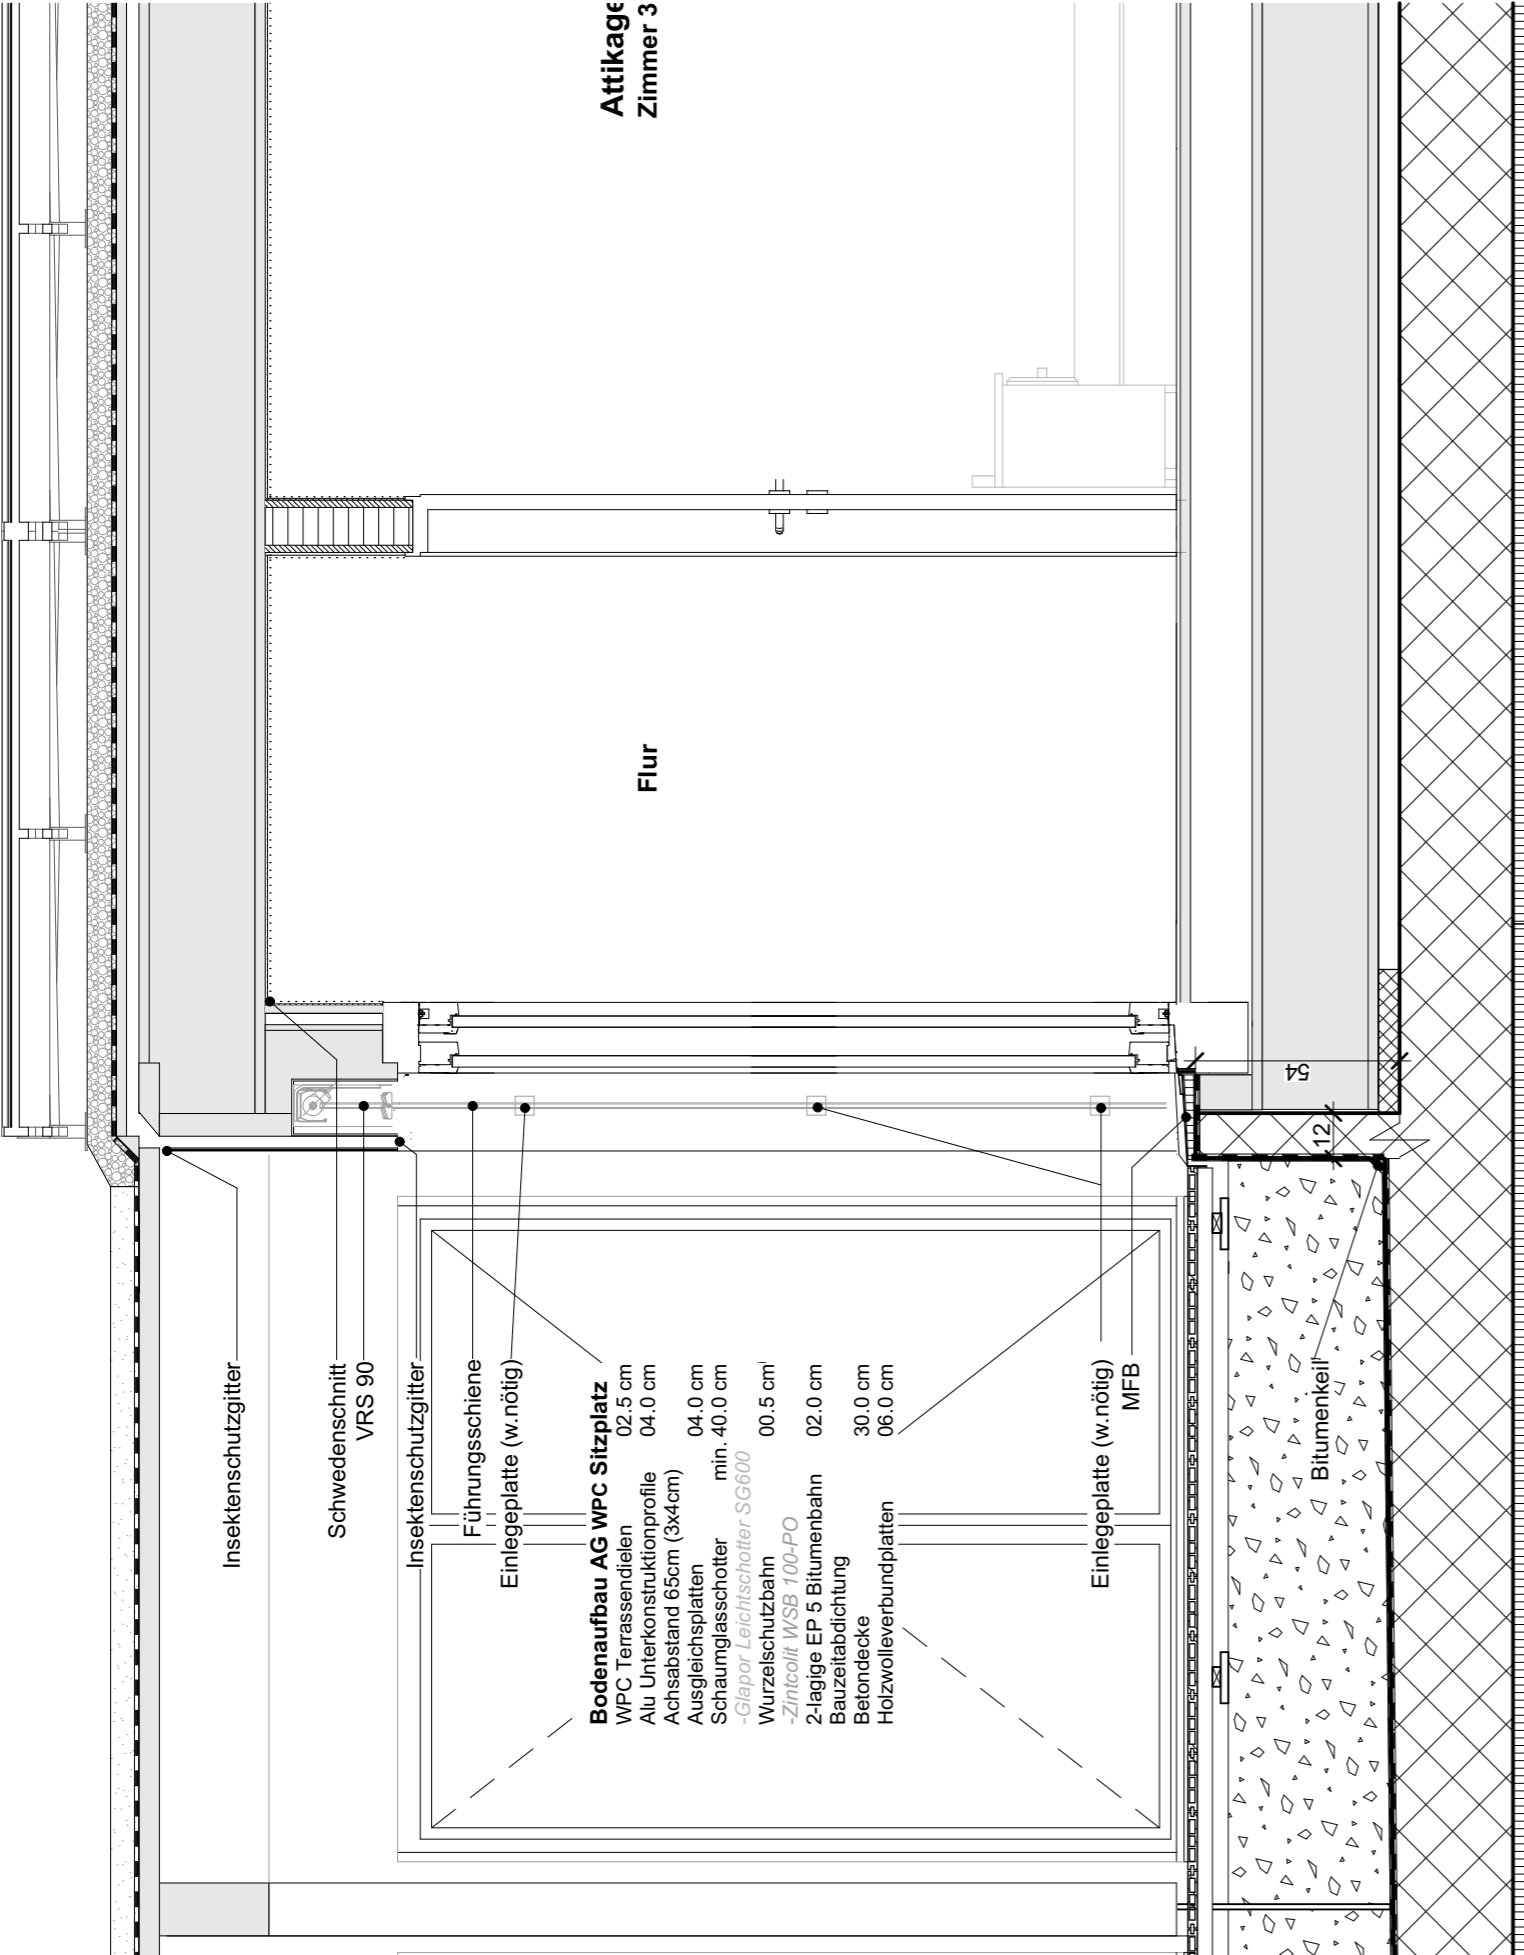 Attikage
Zimmer 3
Flur
Insektenschutzgitter
Schwedenschnitt
VRS 90
Insektenschutzgitter
Führungsschiene
Einlegeplatte (w.nötig)
Bodenaufbau AG WPC Sitzplatz
WPC Terrassendielen 02.5 cm
Alu Unterkonstruktionprofile 04.0 cm
Achsabstand 65cm (3x4cm)
Ausgleichsplatten 04.0 cm
Schaumglasschotter min. 40.0 cm
-Glapor Leichtschotter SG600
Wurzelschutzbahn 00.5 cm
-Zintcolit WSB 100-PO
2-lagige EP 5 Bitumenbahn 02.0 cm
Bauzeitabdichtung
Betondecke 30.0 cm
Holzwolleverbundplatten 06.0 cm
Einlegeplatte (w.nötig)
MFB
54
12
Bitumenkeil